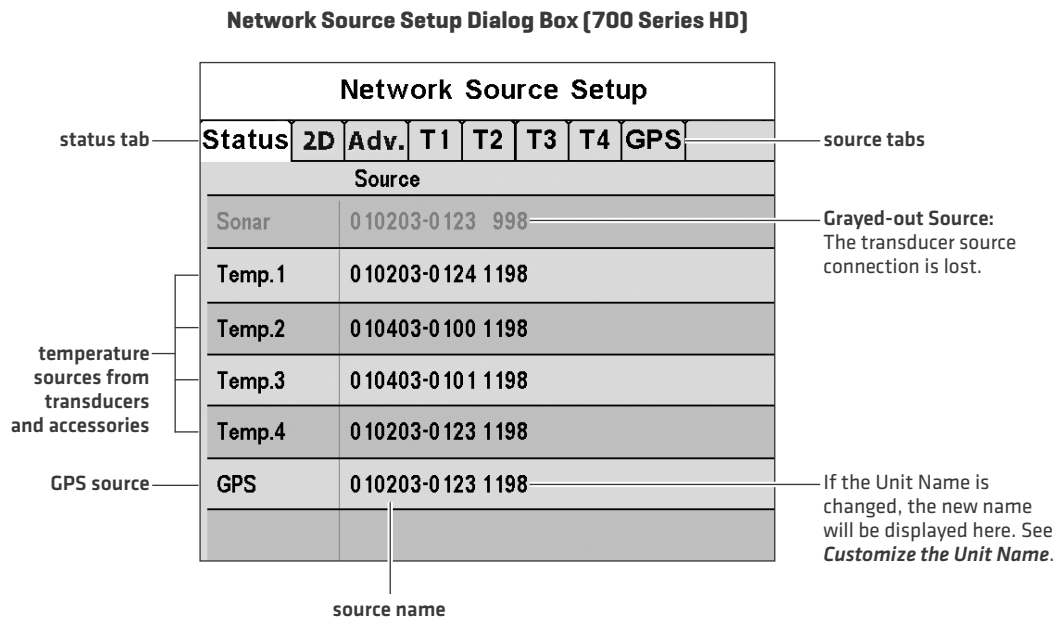 Network Source Setup Dialog Box (700 Series HD)
Network Source Setup
status tab
Status 2D Adv. T1 T2 T3 T4 GPS
source tabs
Source
Sonar 010203-0123 998
Grayed-out Source:
The transducer source
connection is lost.
Temp.1 010203-0124 1198
Temp.2 010403-0100 1198
temperature
sources from
transducers
and accessories
Temp.3 010403-0101 1198
Temp.4 010203-0123 1198
GPS source
GPS 010203-0123 1198
If the Unit Name is
changed, the new name
will be displayed here. See
Customize the Unit Name.
source name